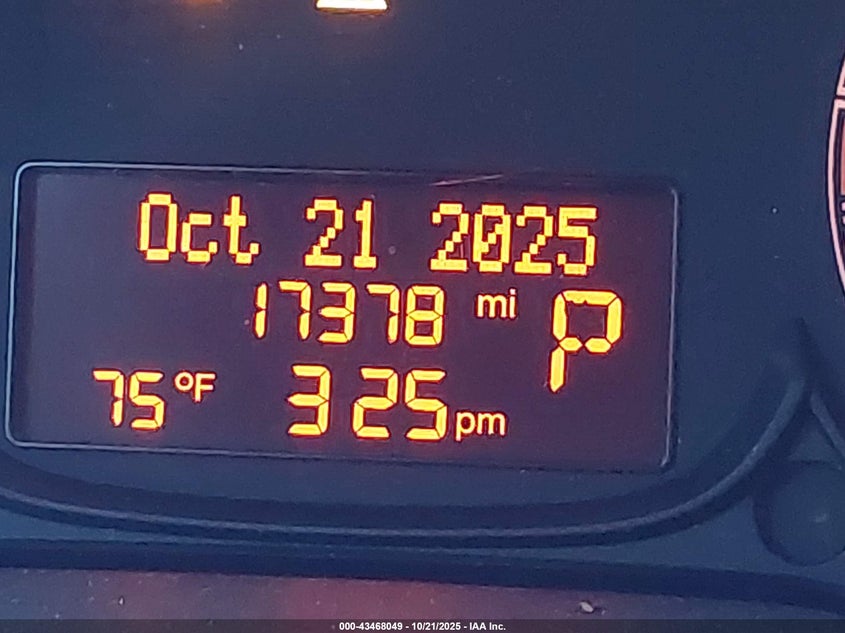 Oct 21 2025
17378 mi P
75 °F 3 25 pm
000-43468049 - 10/21/2025 - IAA Inc.